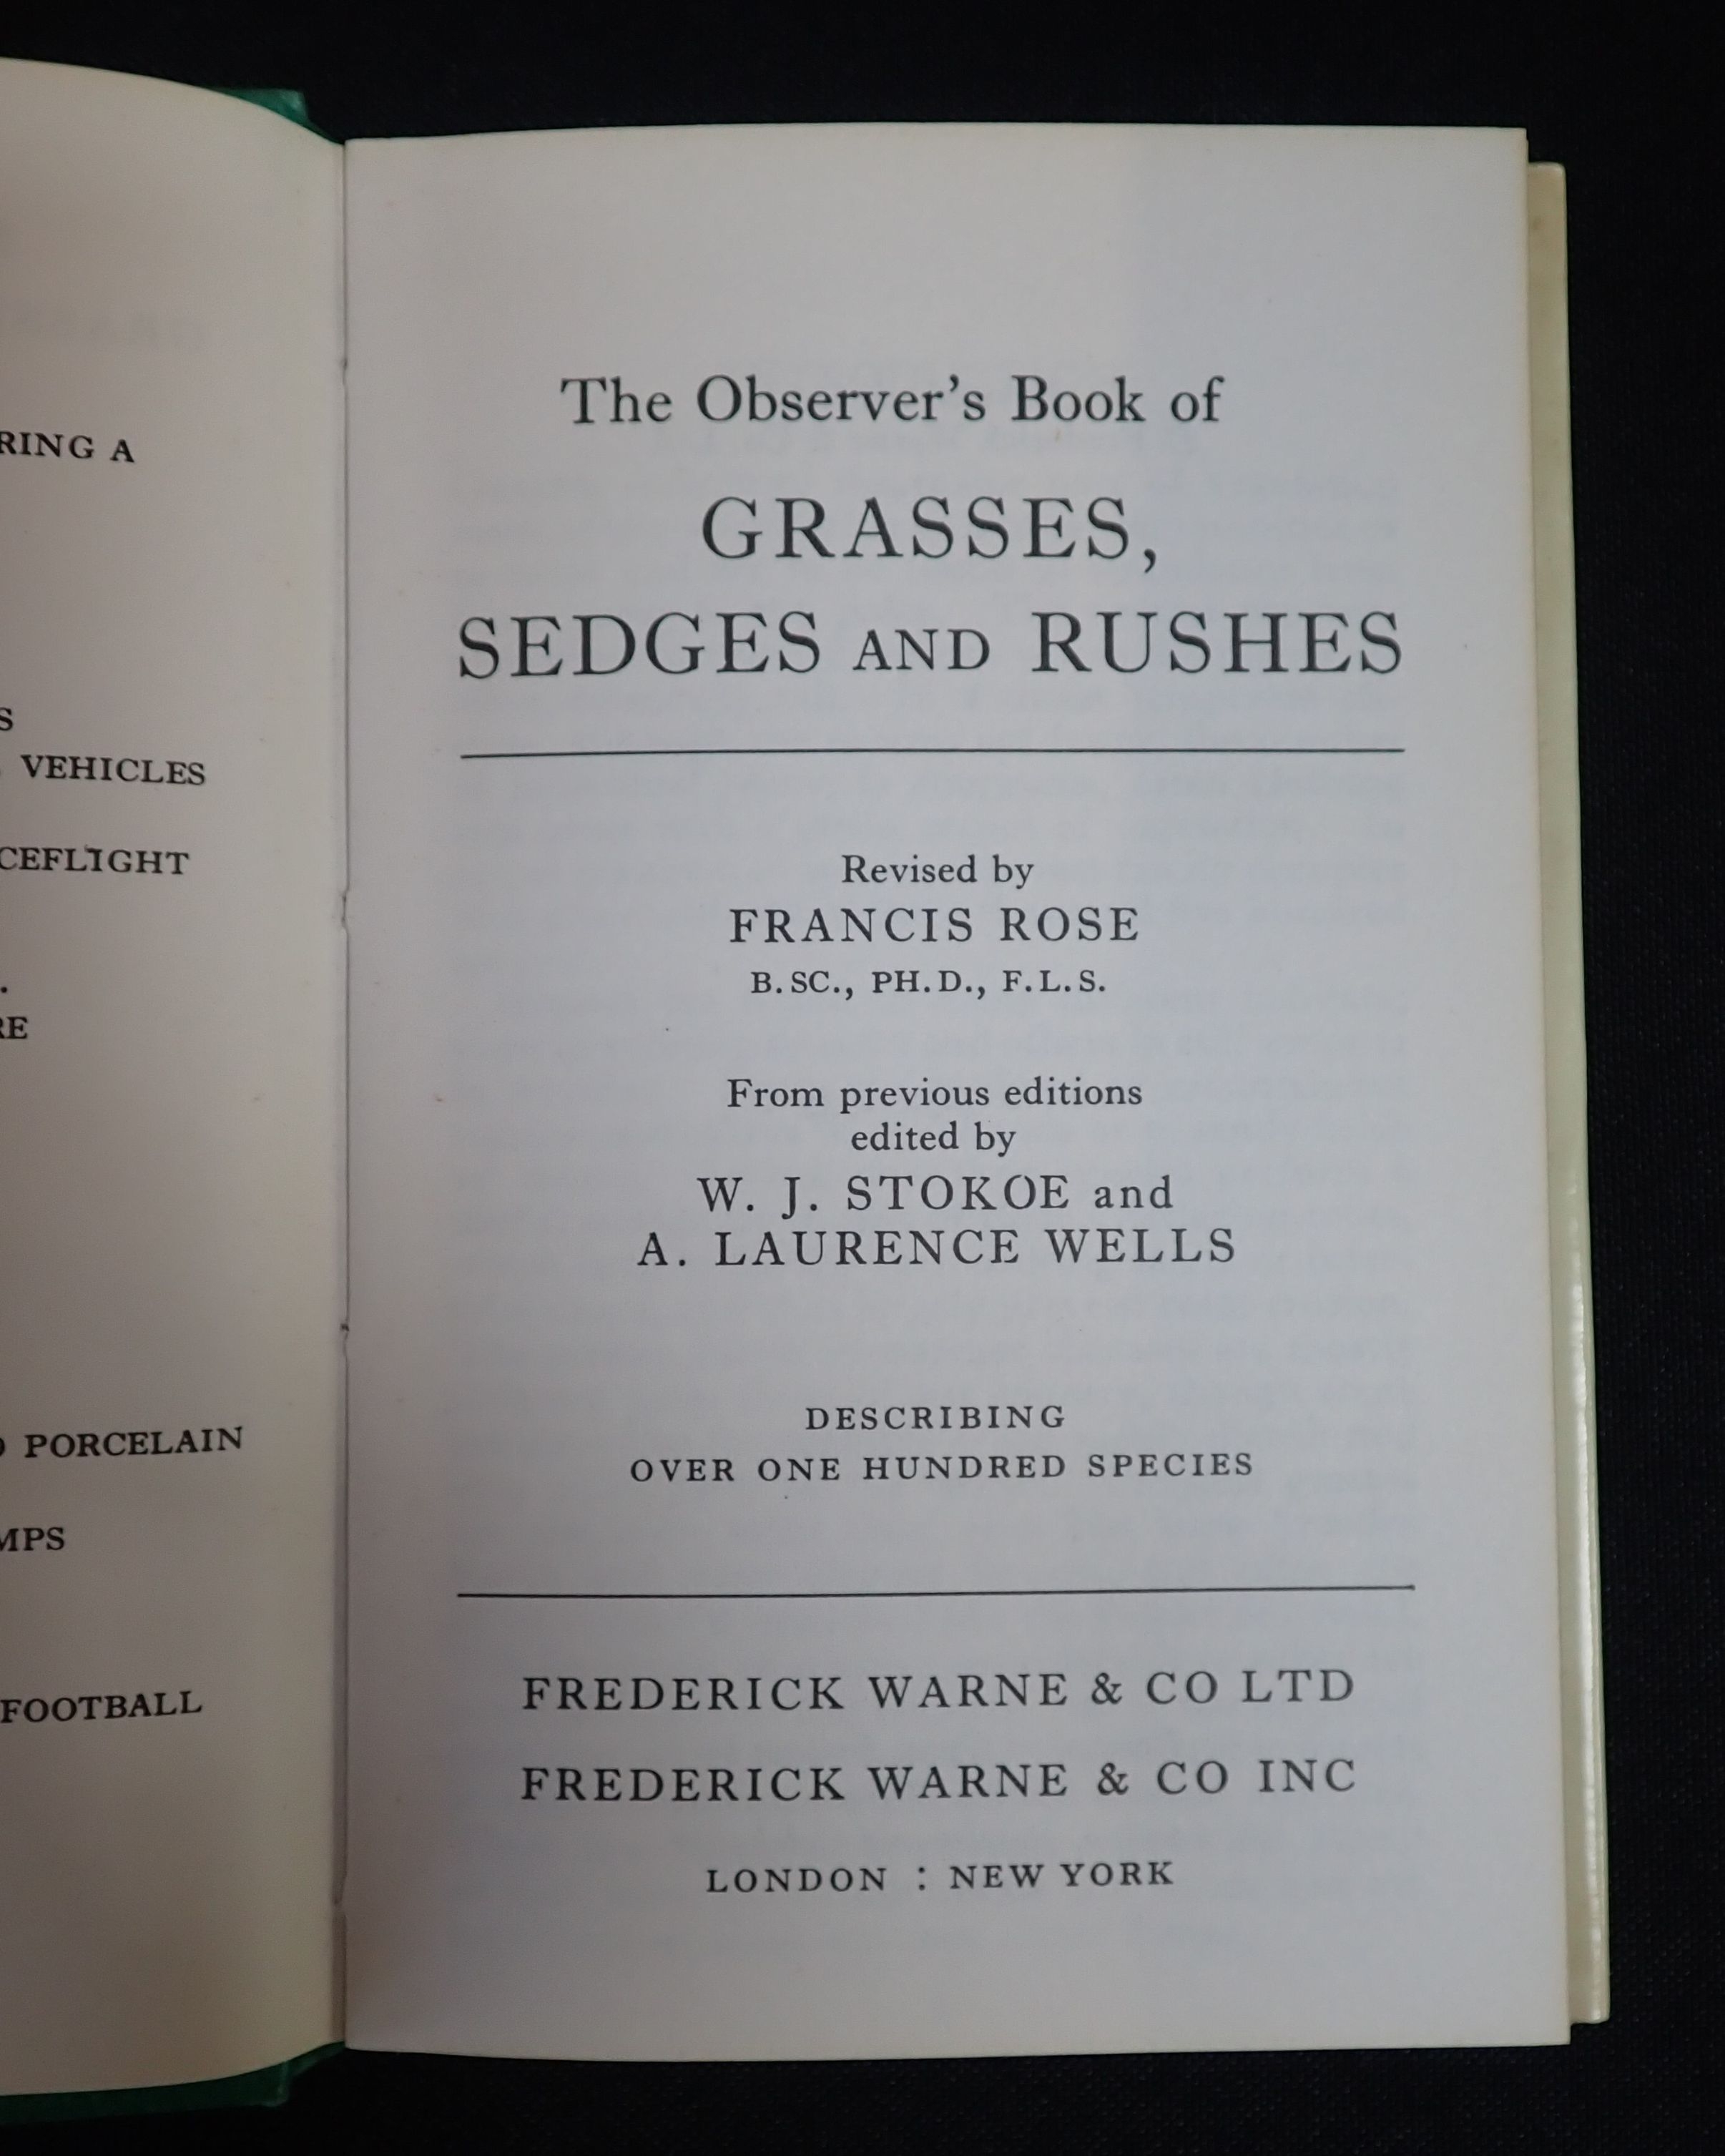 RING A
S
VEHICLES
CEFLIGHT
.
RE
PORCELAIN
MPS
FOOTBALL
The Observer's Book of
GRASSES,
SEDGES AND RUSHES
Revised by
FRANCIS ROSE
B.SC., PH.D., F.L.S.
From previous editions
edited by
W. J. STOKOE and
A. LAURENCE WELLS
DESCRIBING
OVER ONE HUNDRED SPECIES
FREDERICK WARNE & CO LTD
FREDERICK WARNE & CO INC
LONDON : NEW YORK